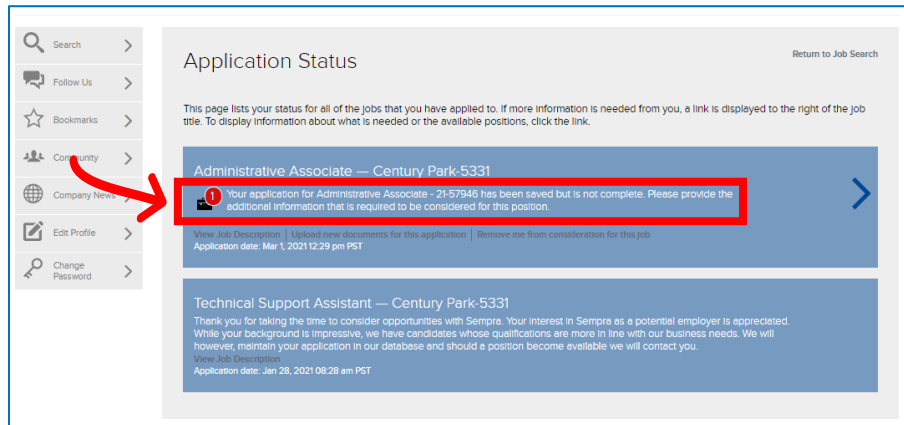 Search
Follow Us
Bookmarks
Community
Company News
Edit Profile
Change
Password
Application Status
Return to Job Search
This page lists your status for all of the jobs that you have applied to. If more information is needed from you, a link is displayed to the right of the job
title. To display information about what is needed or the available positions, click the link.
Administrative Associate — Century Park-5331
1
Your application for Administrative Associate - 21-57946 has been saved but is not complete. Please provide the
additional information that is required to be considered for this position.
View Job Description | Upload new documents for this application | Remove me from consideration for this job
Application date: Mar 1, 2021 12:29 pm PST
Technical Support Assistant — Century Park-5331
Thank you for taking the time to consider opportunities with Sempra. Your interest in Sempra as a potential employer is appreciated.
While your background is impressive, we have candidates whose qualifications are more in line with our business needs. We will
however, maintain your application in our database and should a position become available we will contact you.
View Job Description
Application date: Jan 28, 2021 08:28 am PST